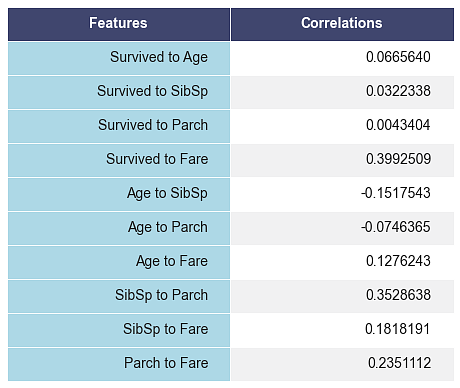 Features Correlations
Survived to Age 0.0665640
Survived to SibSp 0.0322338
Survived to Parch 0.0043404
Survived to Fare 0.3992509
Age to SibSp -0.1517543
Age to Parch -0.0746365
Age to Fare 0.1276243
SibSp to Parch 0.3528638
SibSp to Fare 0.1818191
Parch to Fare 0.2351112